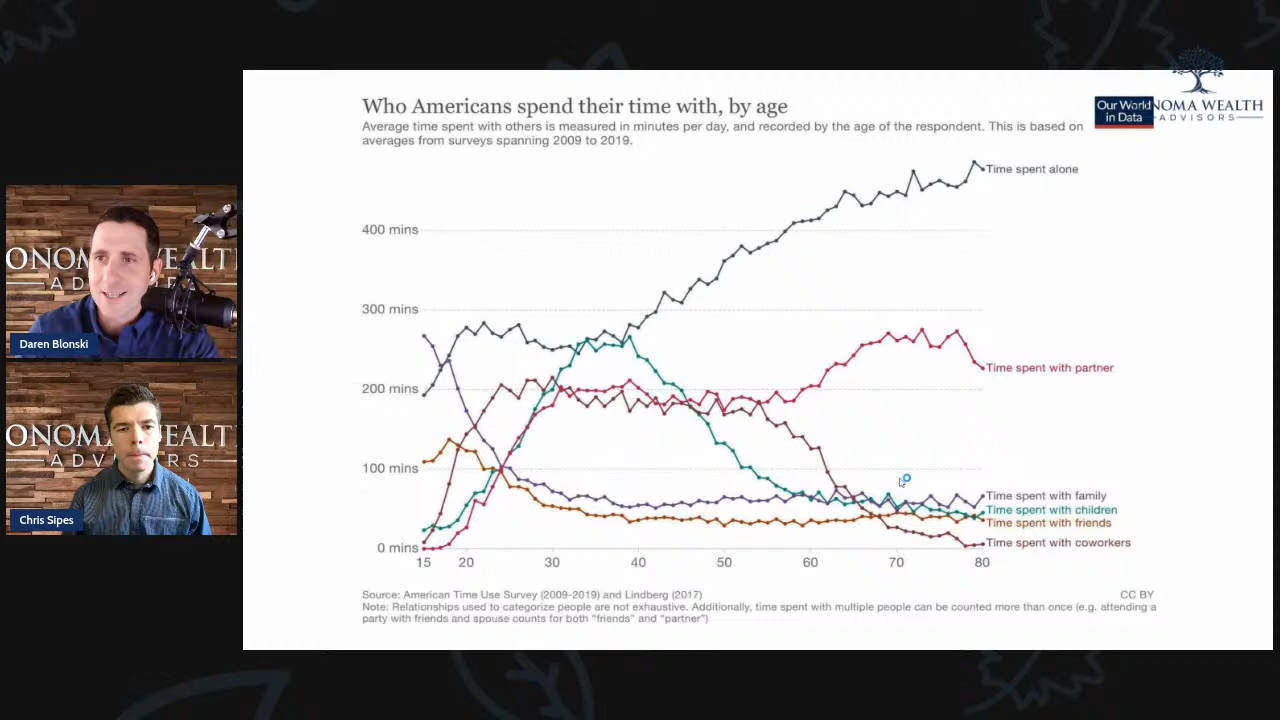 Who Americans spend their time with, by age
Average time spent with others is measured in minutes per day, and recorded by the age of the respondent. This is based on
averages from surveys spanning 2009 to 2019.
Our World
in Data
NOMA WEALTH
ADVISORS
Time spent alone
400 mins
300 mins
Time spent with partner
200 mins
100 mins
Time spent with family
Time spent with children
Time spent with friends
Time spent with coworkers
0 mins
15 20 30 40 50 60 70 80
Source: American Time Use Survey (2009-2019) and Lindberg (2017)
CC BY
Note: Relationships used to categorize people are not exhaustive. Additionally, time spent with multiple people can be counted more than once (e.g. attending a
party with friends and spouse counts for both "friends" and "partner")
ONOM EALT
AD
Daren Blonski
ONOMA EALT
ADV SORS
Chris Sipes